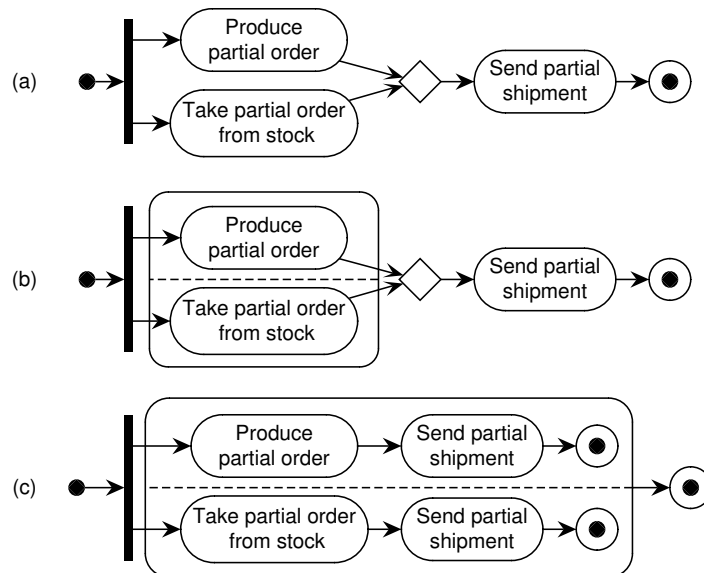 Produce
partial order
(a)
Send partial
shipment
Take partial order
from stock
Produce
partial order
(b)
Send partial
shipment
Take partial order
from stock
Produce
partial order
Send partial
shipment
(c)
Take partial order
from stock
Send partial
shipment